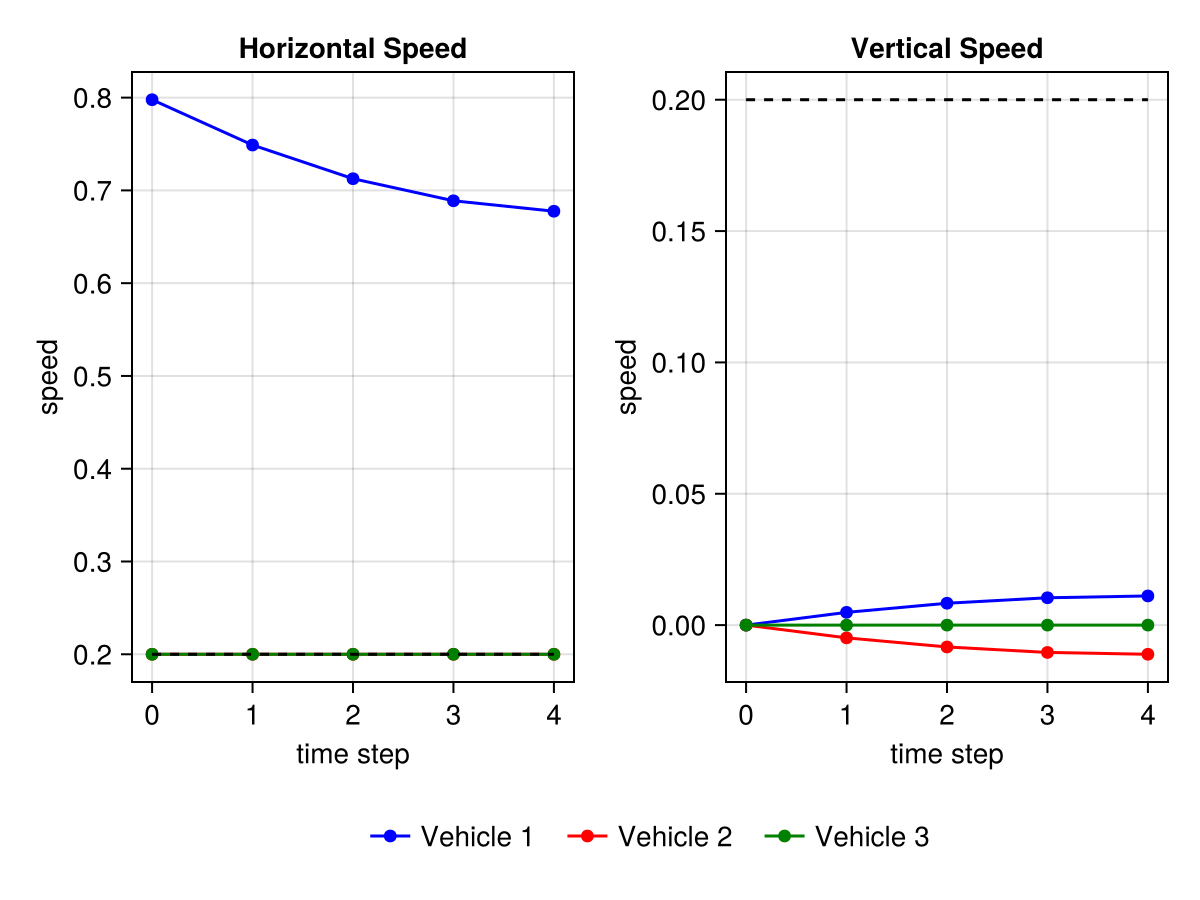 Horizontal Speed
0.8
0.7
0.6
0.5
0.4
0.3
0.2
speed
0 1 2 3 4
time step
Vertical Speed
0.20
0.15
0.10
0.05
0.00
speed
0 1 2 3 4
time step
Vehicle 1 Vehicle 2 Vehicle 3